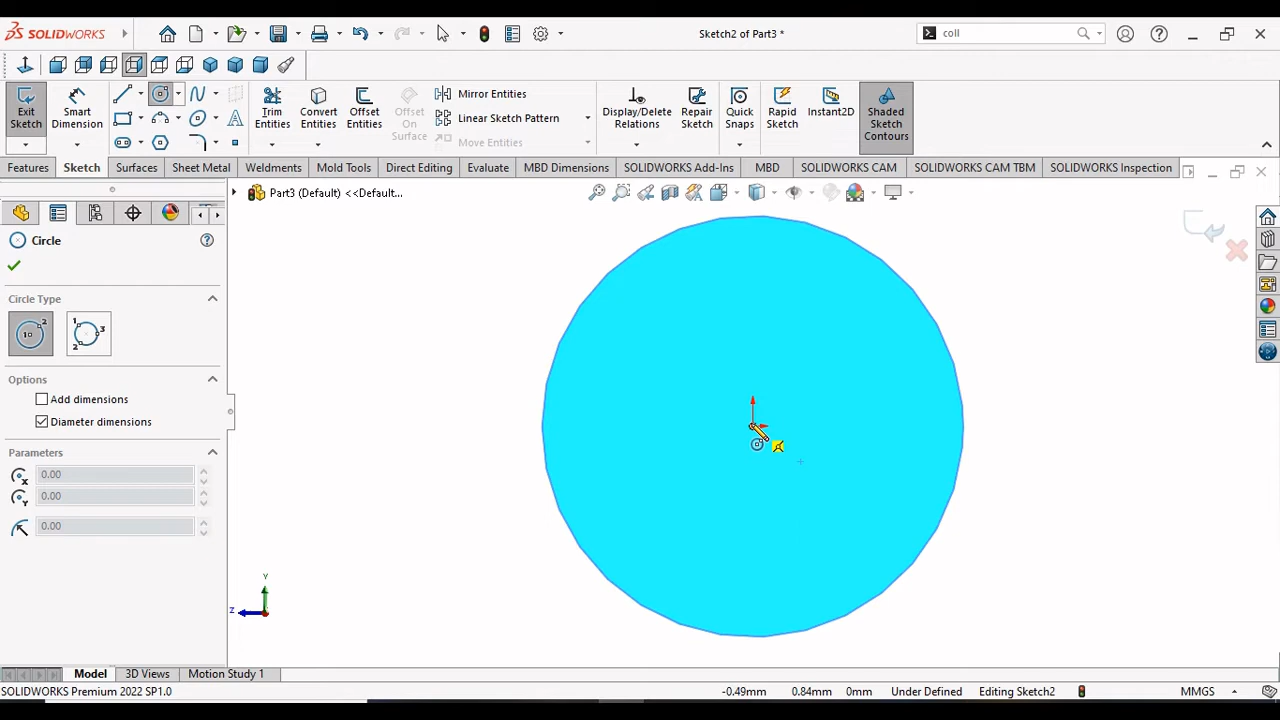 SOLIDWORKS
Sketch2 of Part3 *
coll
Exit Sketch
Smart Dimension
Trim Entities
Convert Entities
Offset Entities
Offset On Surface
Mirror Entities
Linear Sketch Pattern
Move Entities
Display/Delete Relations
Repair Sketch
Quick Snaps
Rapid Sketch
Instant2D
Shaded Sketch Contours
Features
Sketch
Surfaces
Sheet Metal
Weldments
Mold Tools
Direct Editing
Evaluate
MBD Dimensions
SOLIDWORKS Add-Ins
MBD
SOLIDWORKS CAM
SOLIDWORKS CAM TBM
SOLIDWORKS Inspection
Part3 (Default) <<Default...
Circle
Circle Type
Options
Add dimensions
Diameter dimensions
Parameters
0.00
0.00
0.00
Y
Z
Model
3D Views
Motion Study 1
SOLIDWORKS Premium 2022 SP1.0
-0.49mm
0.84mm
0mm
Under Defined
Editing Sketch2
MMGS